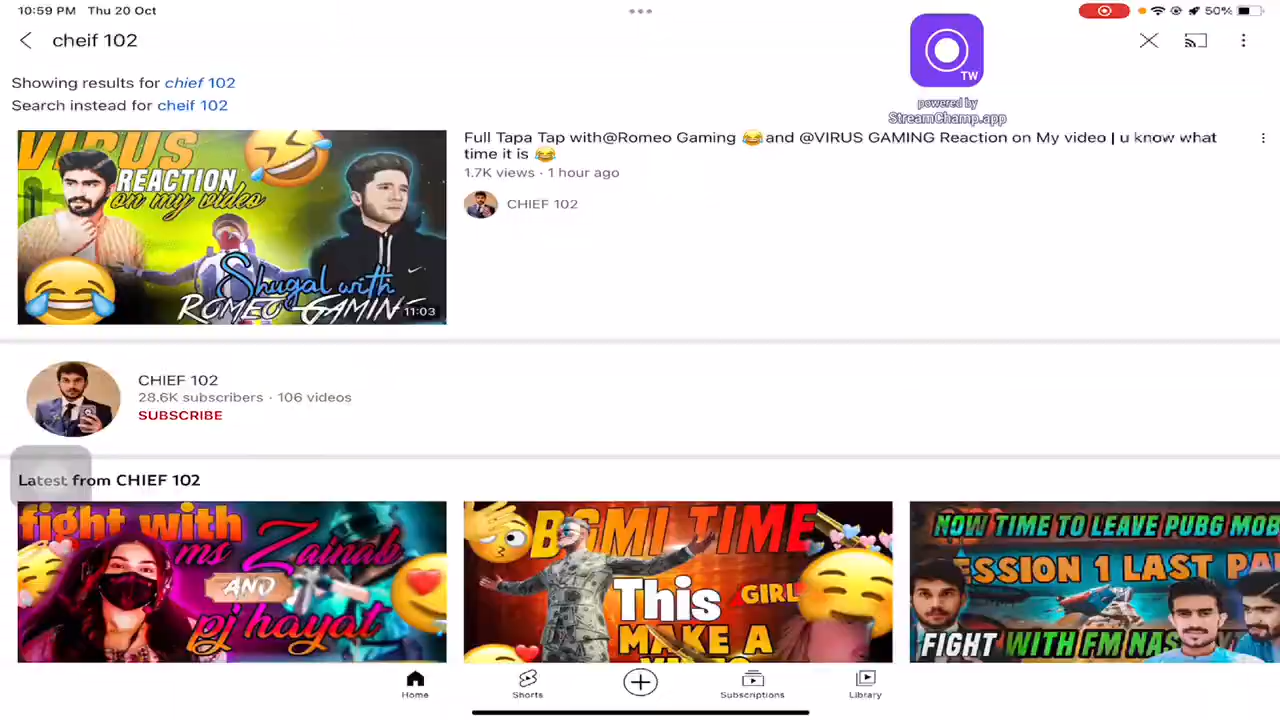 10:59 PM Thu 20 Oct
50%
cheif 102
TW
powered by
StreamChamp.app
Showing results for chief 102
Search instead for cheif 102
VIRUS
REACTION
on my video
Shugal with
ROMEO GAMING
11:03
Full Tapa Tap with@Romeo Gaming 😂and @VIRUS GAMING Reaction on My video | u know what
time it is 😂
1.7K views · 1 hour ago
CHIEF 102
CHIEF 102
28.6K subscribers · 106 videos
SUBSCRIBE
Latest from CHIEF 102
fight with
ms Zainab
AND
pj hayat
BGMI TIME
This GIRL
MAKE A
NOW TIME TO LEAVE PUBG MOB
ESSION 1 LAST PA
FIGHT WITH FM NAS
Home
Shorts
Subscriptions
Library